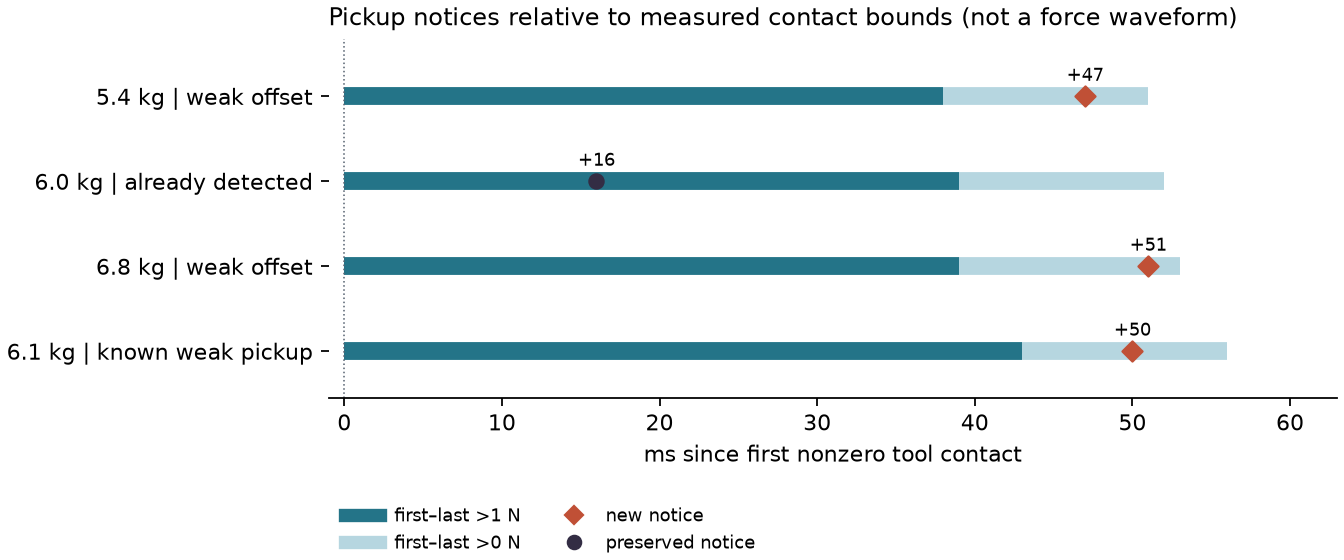 Pickup notices relative to measured contact bounds (not a force waveform)
5.4 kg | weak offset
+47
6.0 kg | already detected
+16
6.8 kg | weak offset
+51
6.1 kg | known weak pickup
+50
0 10 20 30 40 50 60
ms since first nonzero tool contact
first–last >1 N
new notice
first–last >0 N
preserved notice